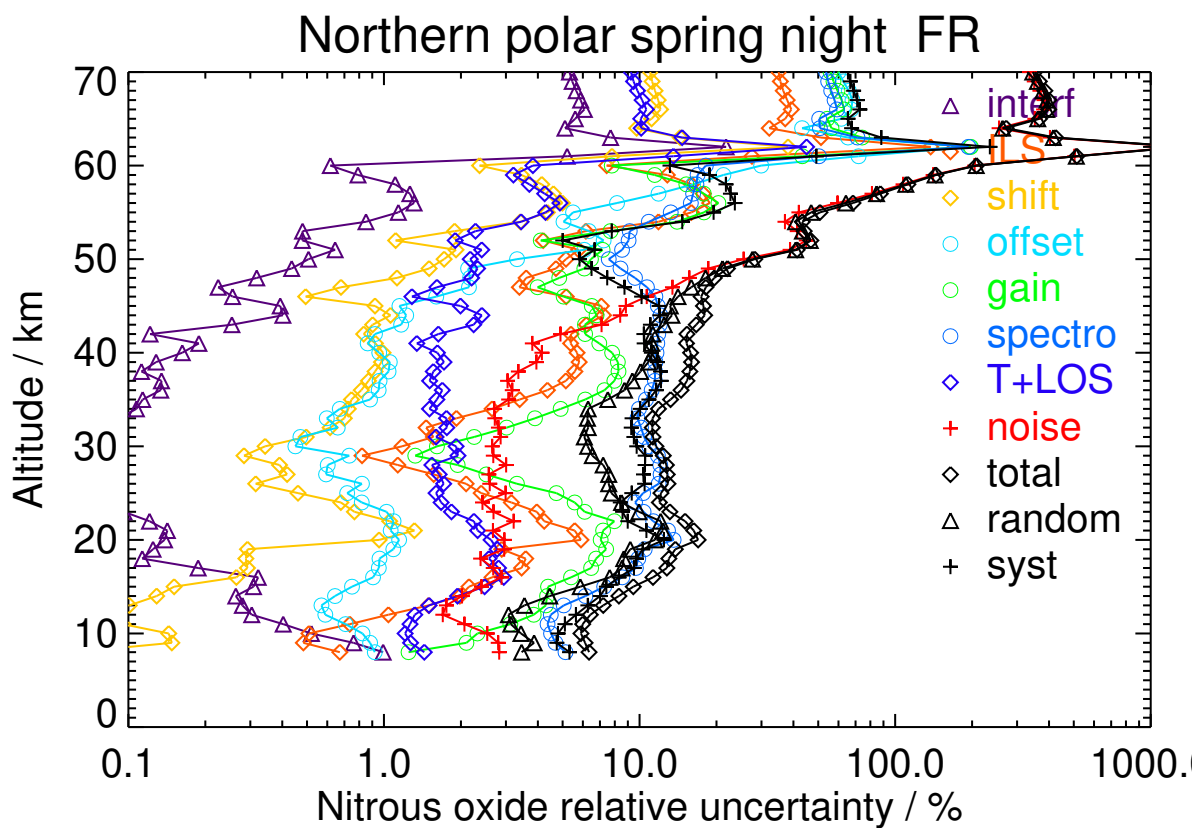 Northern polar spring night FR
Altitude / km
70
60
50
40
30
20
10
0
interf
ILS
shift
offset
gain
spectro
T+LOS
noise
total
random
syst
0.1
1.0
10.0
100.0
1000.0
Nitrous oxide relative uncertainty / %